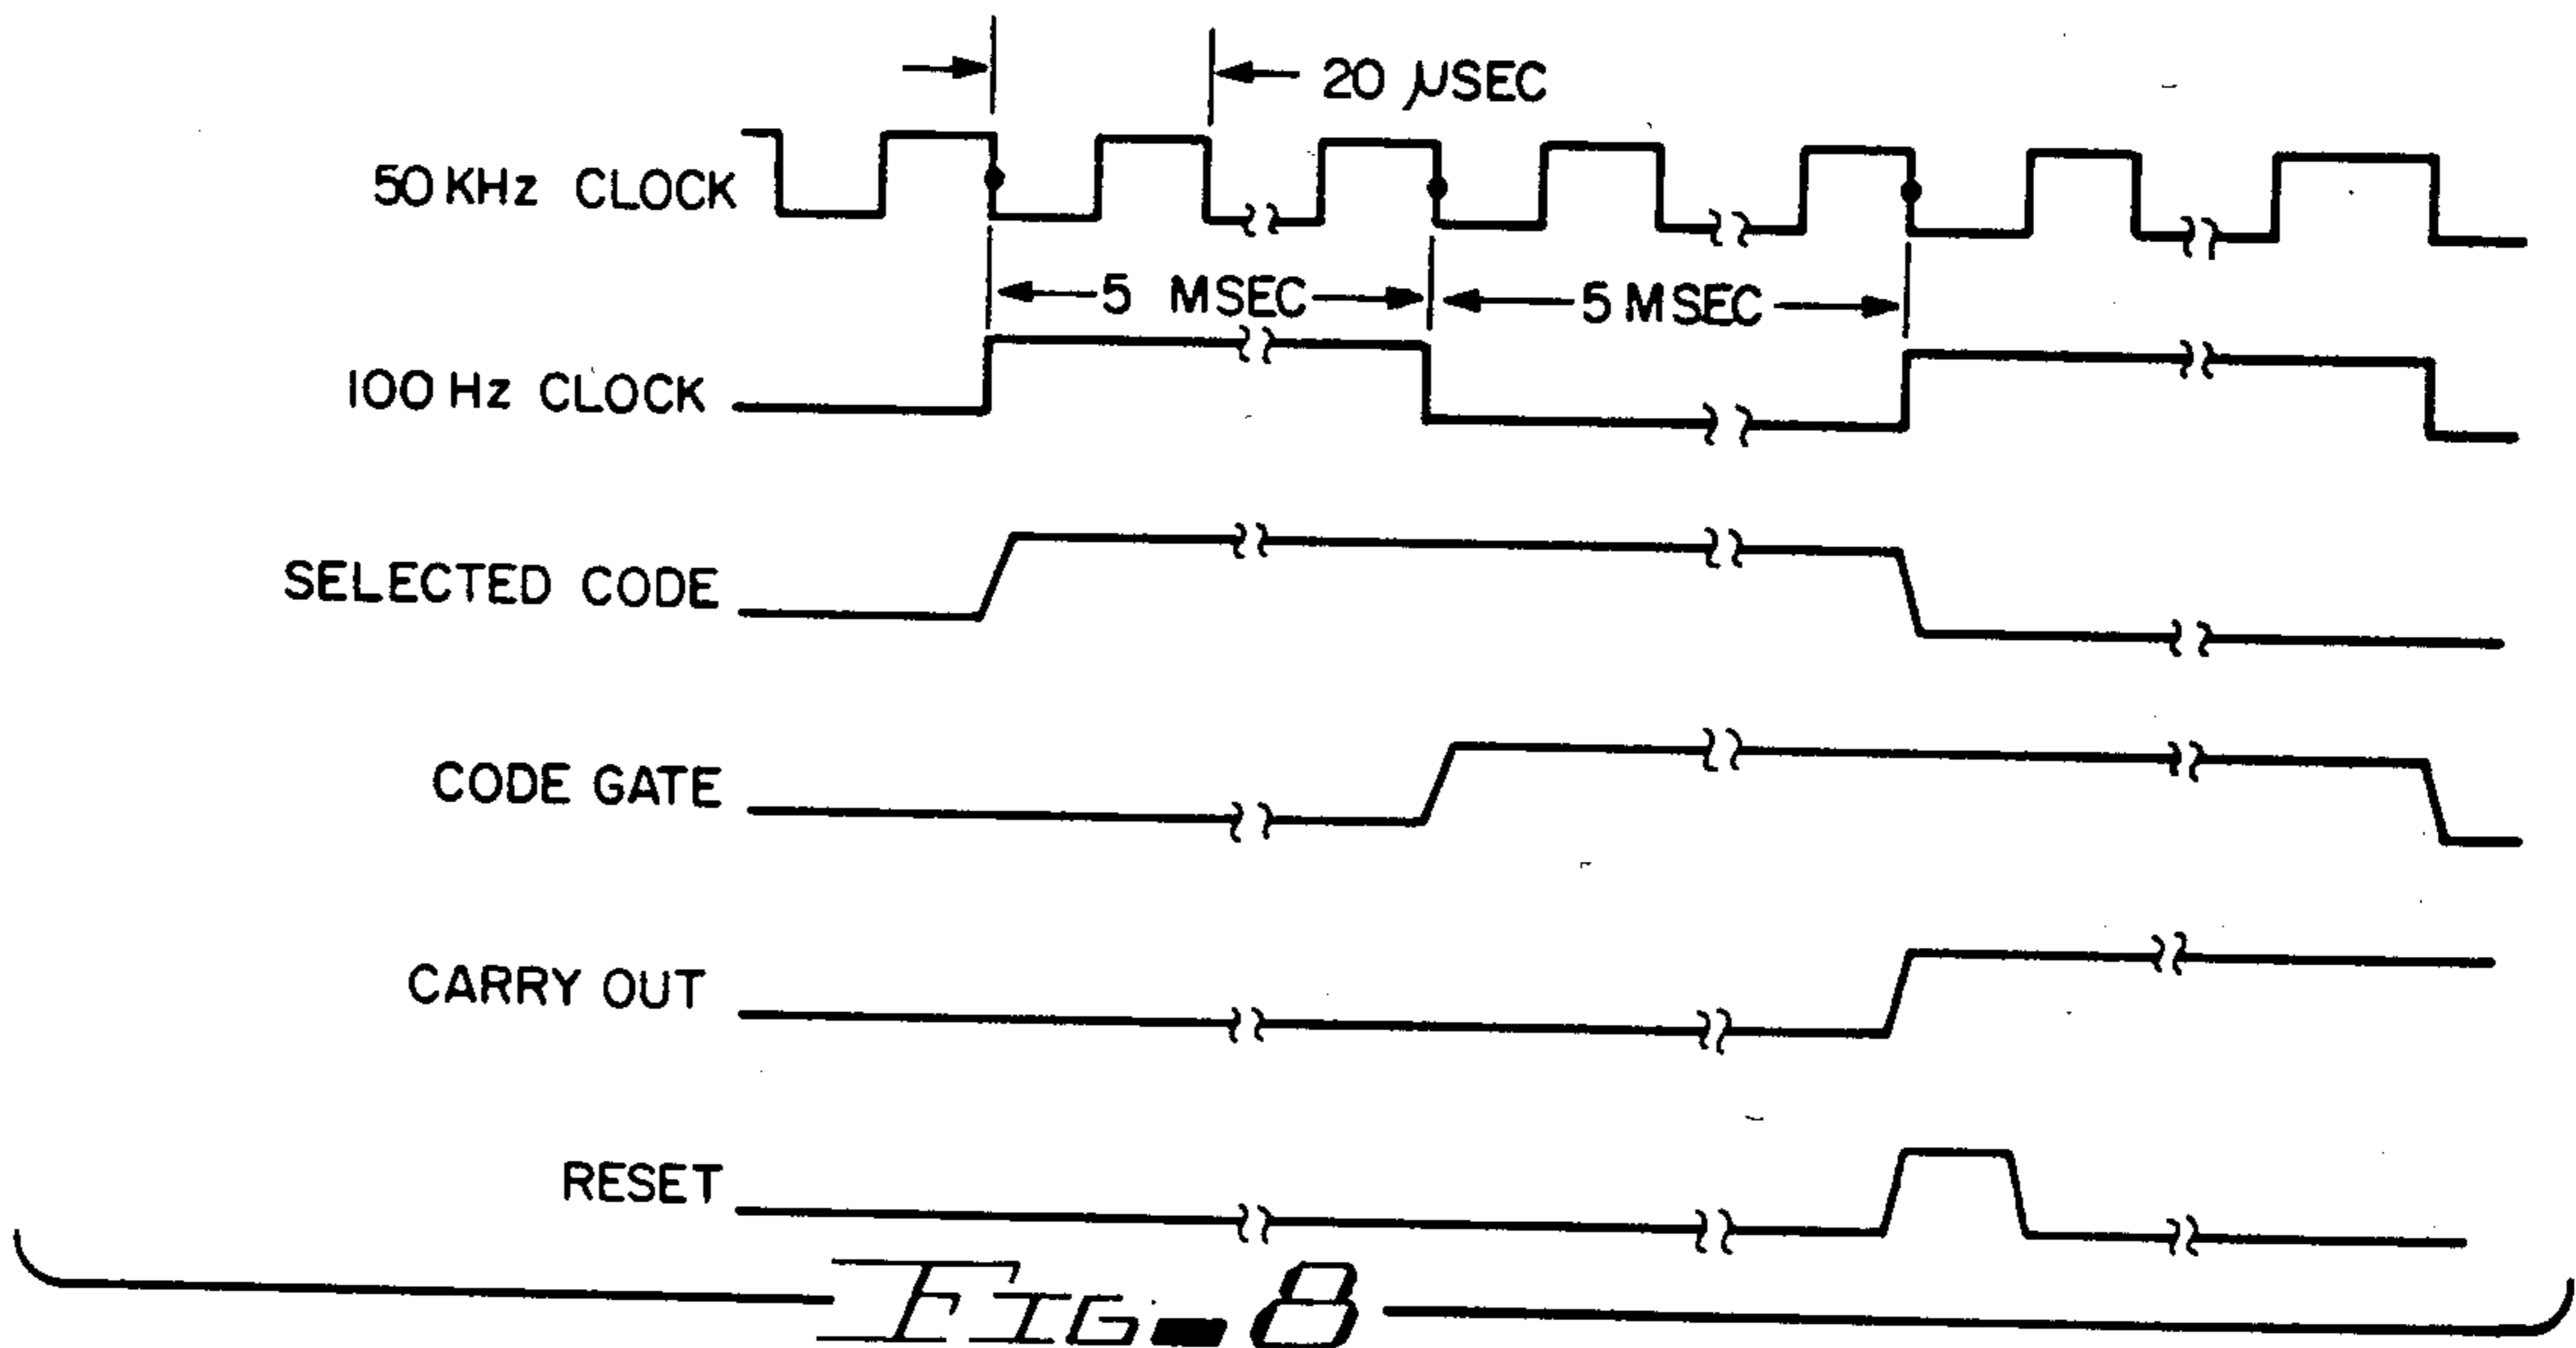 20 µSEC
50 KHz CLOCK
5 MSEC
5 MSEC
100 Hz CLOCK
SELECTED CODE
CODE GATE
CARRY OUT
RESET
FIG. 8